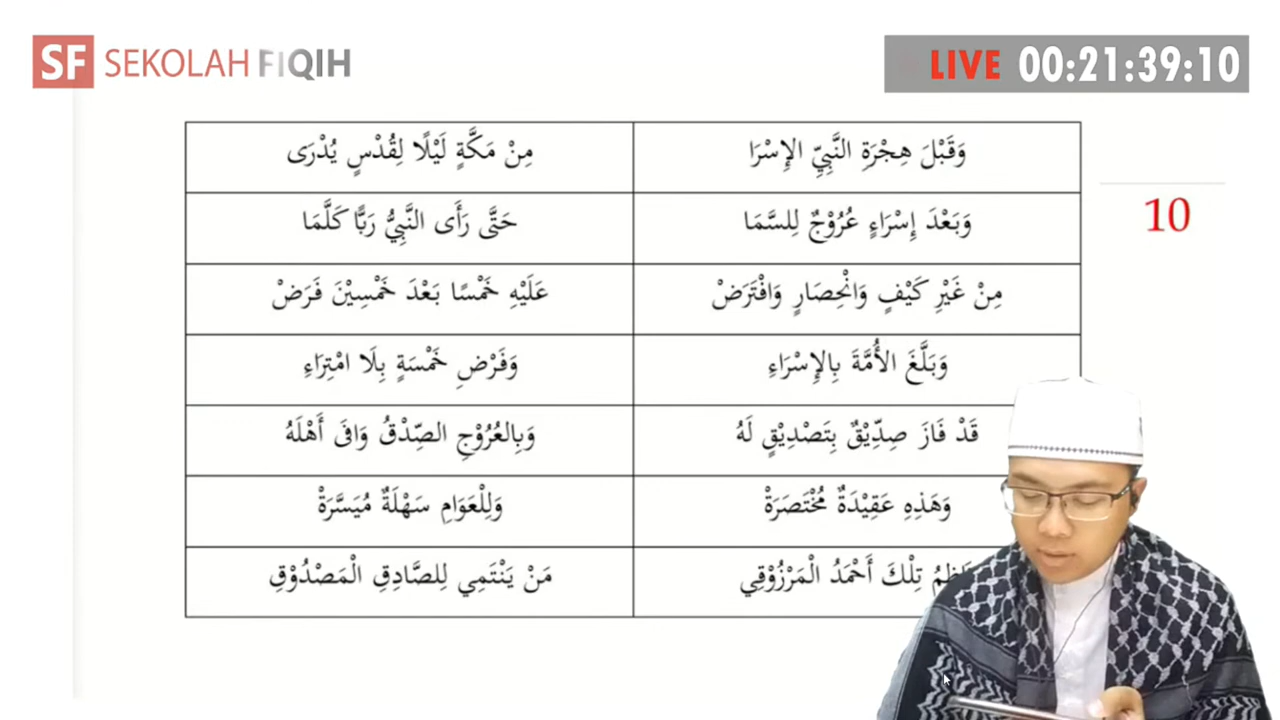 SF SEKOLAH FIQIH
LIVE 00:21:39:10
وَقَبْلَ هِجْرَةِ النَّبِيِّ الإِسْرَا مِنْ مَكَّةٍ لَيْلًا لِقُدْسٍ يُدْرَى
10
وَبَعْدَ إِسْرَاءٍ عُرُوْجٌ لِلسَّمَا حَتَّى رَأَى النَّبِيُّ رَبًّا كَلَّمَا
مِنْ غَيْرِ كَيْفٍ وَانْحِصَارٍ وَافْتَرَضْ عَلَيْهِ خَمْسًا بَعْدَ خَمْسِيْنَ فَرَضْ
وَبَلَّغَ الأُمَّةَ بِالإِسْرَاءِ وَفَرْضِ خَمْسَةٍ بِلَا امْتِرَاءِ
قَدْ فَازَ صِدِّيْقٌ بِتَصْدِيْقٍ لَهُ وَبِالعُرُوْجِ الصِّدْقُ وَافَى أَهْلَهُ
وَهَذِهِ عَقِيْدَةٌ مُخْتَصَرَةْ وَلِلْعَوَامِ سَهْلَةٌ مُيَسَّرَةْ
تِلْكَ أَحْمَدُ الْمَرْزُوْقِي مَنْ يَنْتَمِي لِلصَّادِقِ الْمَصْدُوْقِ